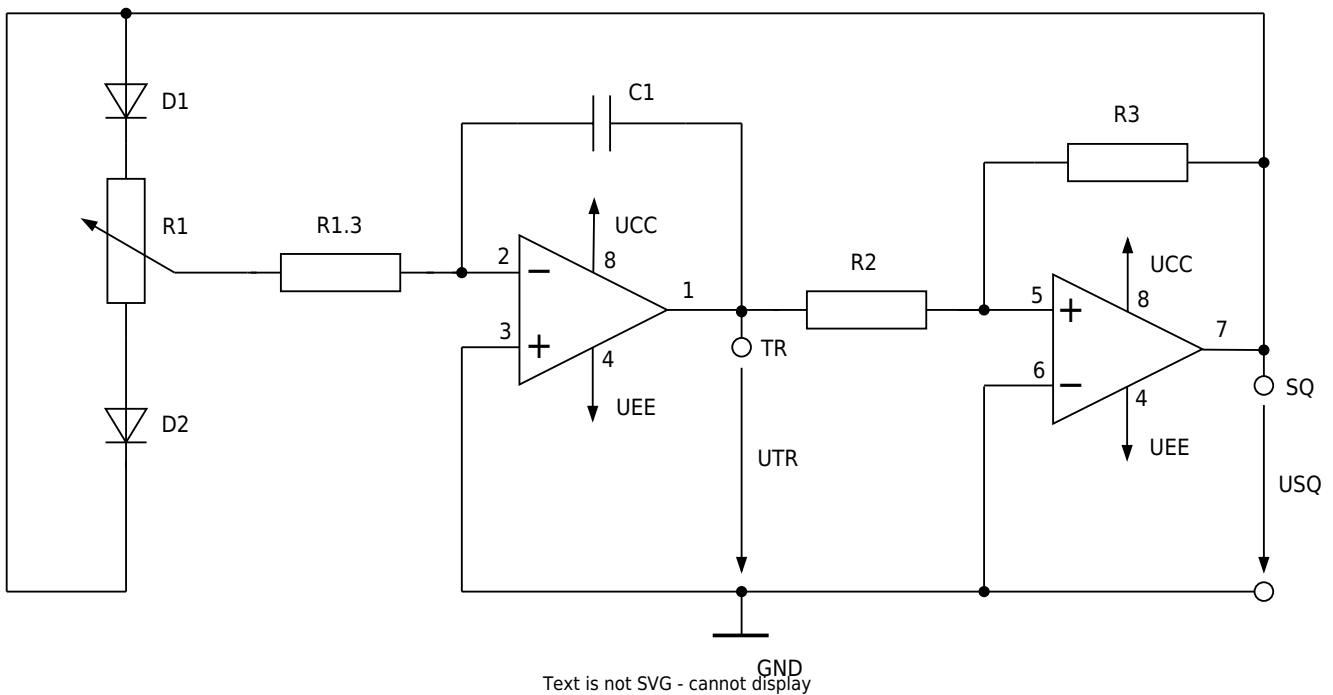 C1
D1
R3
R1
R1.3
UCC
2
8
R2
UCC
1
5
8
3
7
TR
4
6
SQ
4
UEE
D2
UEE
UTR
USQ
GND
Text is not SVG - cannot display